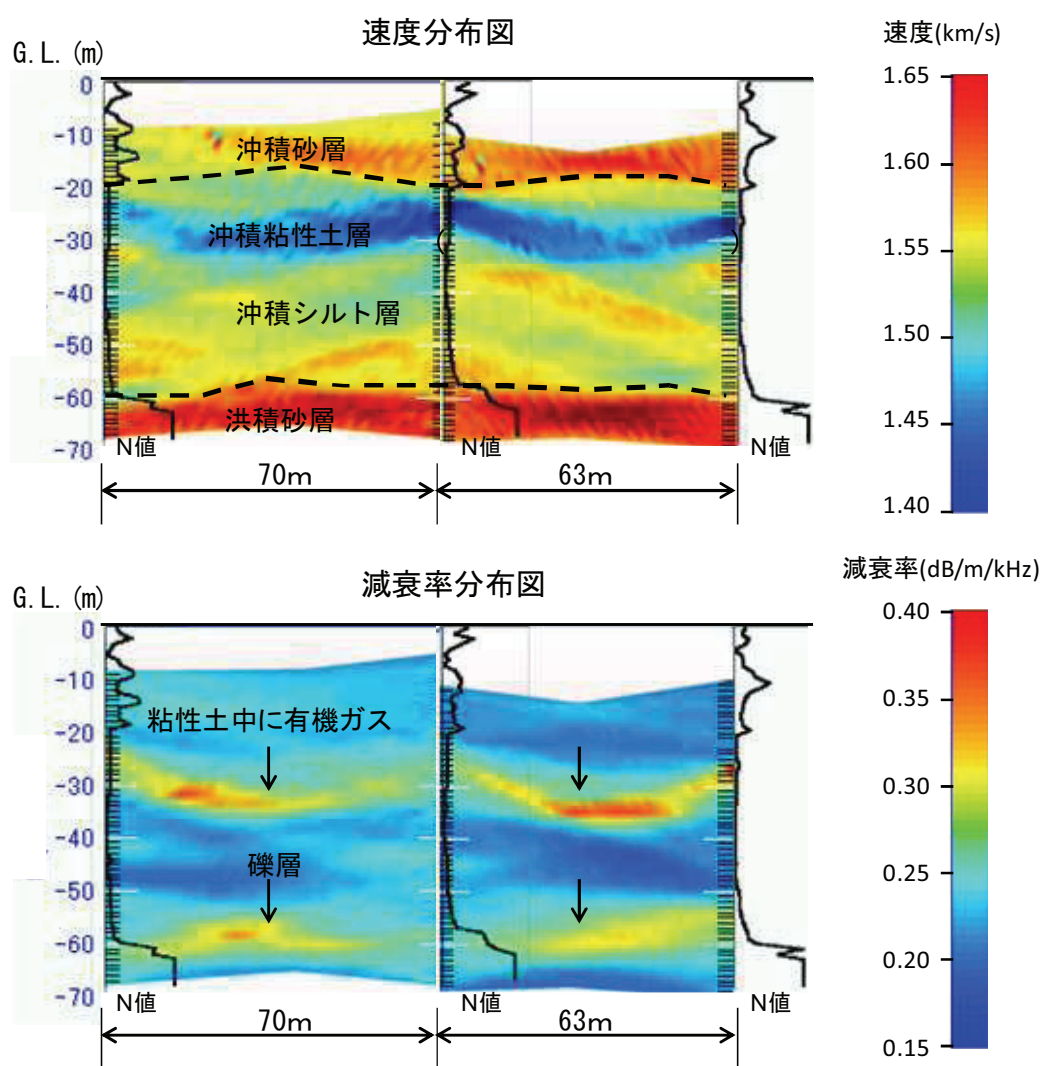 速度分布図
G.L.(m)
速度(km/s)
0
-10
-20
-30
-40
-50
-60
-70
沖積砂層
沖積粘性土層
( )
沖積シルト層
洪積砂層
N値
N値
N値
70m
63m
1.65
1.60
1.55
1.50
1.45
1.40
減衰率分布図
G.L.(m)
減衰率(dB/m/kHz)
0
-10
-20
-30
-40
-50
-60
-70
粘性土中に有機ガス
礫層
N値
N値
N値
70m
63m
0.40
0.35
0.30
0.25
0.20
0.15